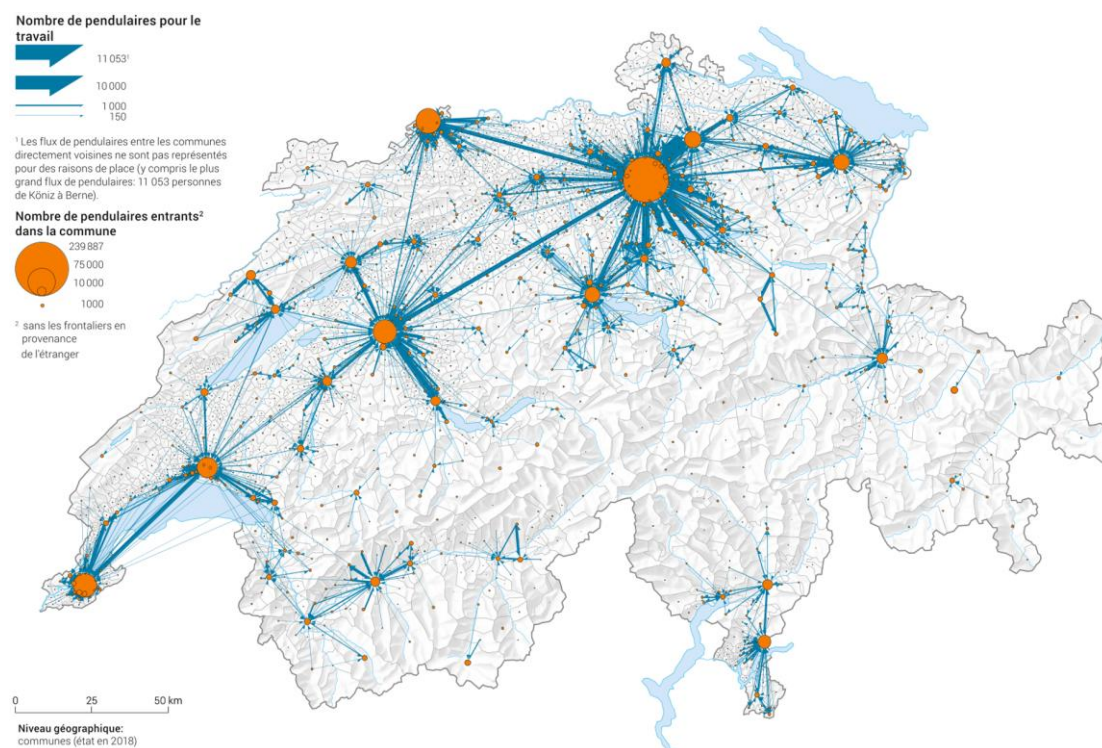 Nombre de pendulaires pour le
travail
11 053¹
10 000
1 000
150
¹ Les flux de pendulaires entre les communes
directement voisines ne sont pas représentés
pour des raisons de place (y compris le plus
grand flux de pendulaires: 11 053 personnes
de Köniz à Berne).
Nombre de pendulaires entrants²
dans la commune
239 887
75 000
10 000
1000
² sans les frontaliers en
provenance
de l'étranger
0 25 50 km
Niveau géographique:
communes (état en 2018)